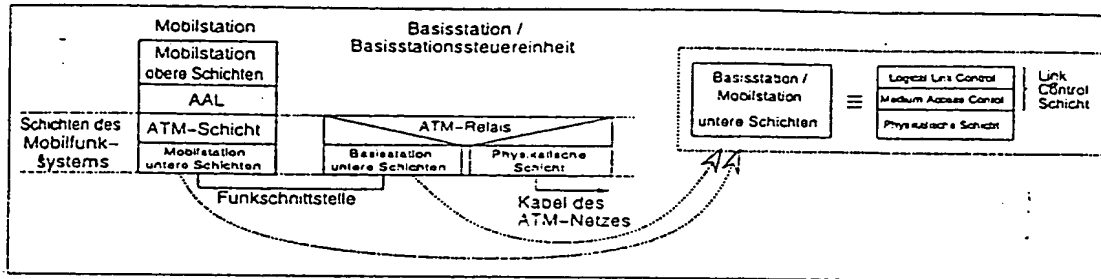 Mobilstation
Mobilstation
obere Schichten
AAL
ATM-Schicht
Mobilstation
untere Schichten
Schichten des
Mobilfunk-
systems
Funkschnittstelle
Basisstation /
Basisstationssteuereinheit
ATM-Relais
Basisstation
untere Schichten
Physikalische
Schicht
Kabel des
ATM-Netzes
Basisstation /
Mobilstation
untere Schichten
≡
Logical Link Control
Medium Access Control
Physikalische Schicht
Link
Control
Schicht